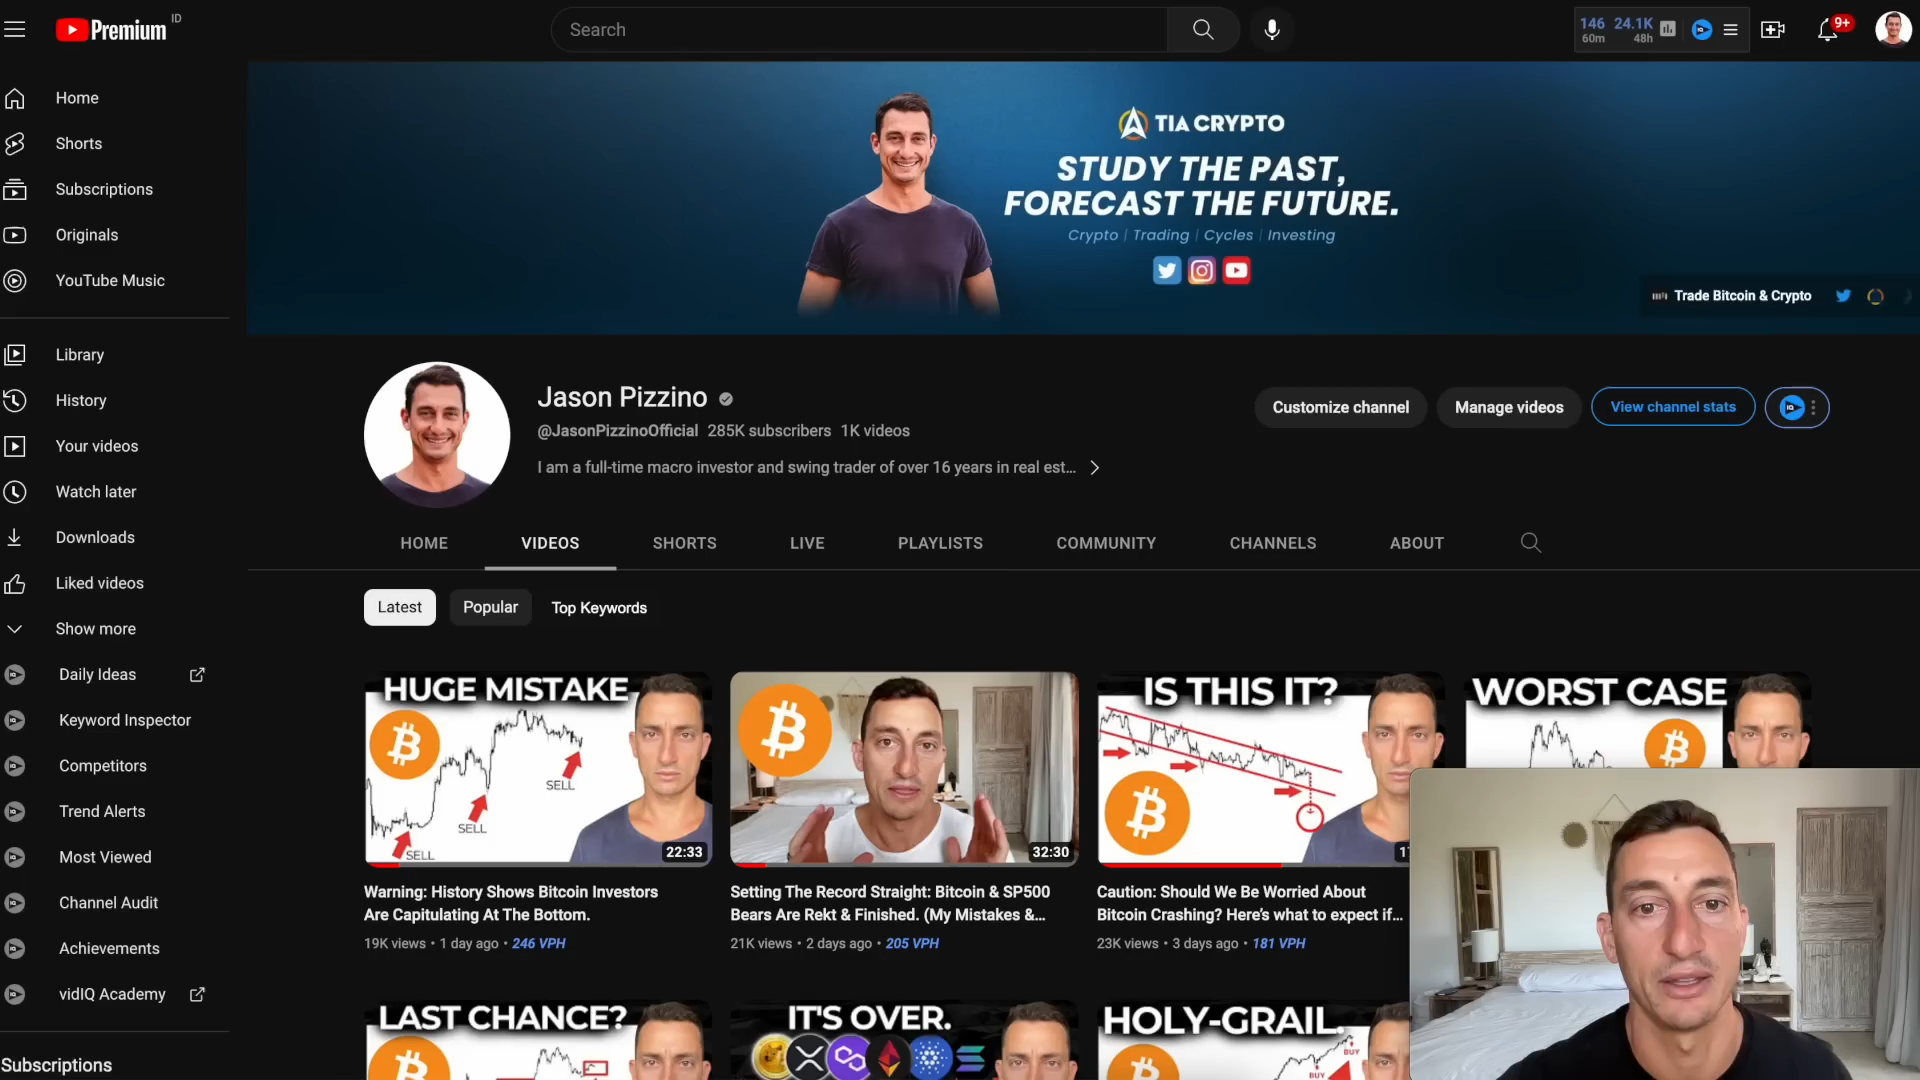 Premium ID
Search
146 24.1K
60m 48h
9+
Home
Shorts
Subscriptions
Originals
YouTube Music
Library
History
Your videos
Watch later
Downloads
Liked videos
Show more
Daily Ideas
Keyword Inspector
Competitors
Trend Alerts
Most Viewed
Channel Audit
Achievements
vidIQ Academy
Subscriptions
TIA CRYPTO
STUDY THE PAST,
FORECAST THE FUTURE.
Crypto | Trading | Cycles | Investing
Trade Bitcoin & Crypto
Jason Pizzino
@JasonPizzinoOfficial 285K subscribers 1K videos
I am a full-time macro investor and swing trader of over 16 years in real est...
Customize channel
Manage videos
View channel stats
HOME VIDEOS SHORTS LIVE PLAYLISTS COMMUNITY CHANNELS ABOUT
Latest Popular Top Keywords
HUGE MISTAKE
SELL
SELL
SELL
22:33
Warning: History Shows Bitcoin Investors
Are Capitulating At The Bottom.
19K views • 1 day ago • 246 VPH
32:30
Setting The Record Straight: Bitcoin & SP500
Bears Are Rekt & Finished. (My Mistakes &...
21K views • 2 days ago • 205 VPH
IS THIS IT?
Caution: Should We Be Worried About
Bitcoin Crashing? Here's what to expect if...
23K views • 3 days ago • 181 VPH
WORST CASE
LAST CHANCE?
IT'S OVER.
HOLY-GRAIL.
BUY
BUY